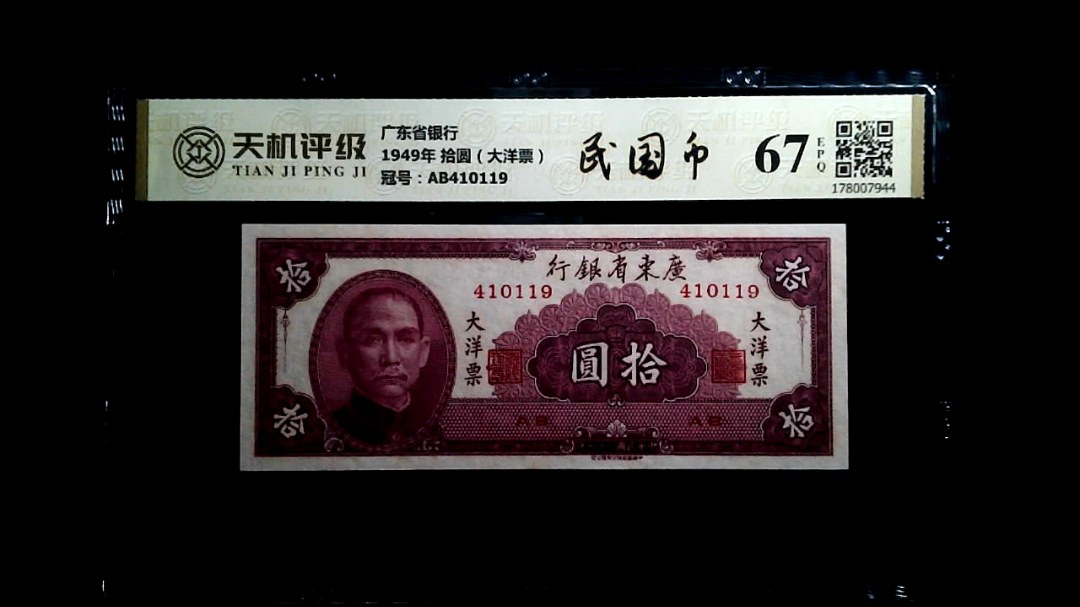 天机评级
TIAN JI PING JI
广东省银行
1949年 拾圆（大洋票）
冠号：AB410119
民国币
67
EPQ
178007944
行銀省東廣
410119 410119
拾 拾
大洋票 大洋票
圓拾
AB AB
拾 拾